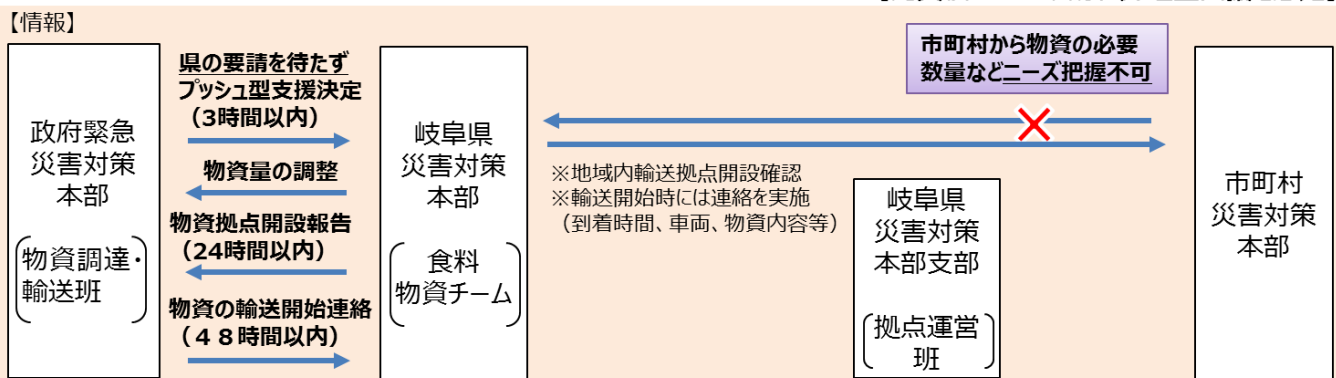 【情報】
政府緊急
災害対策
本部
物資調達・
輸送班
県の要請を待たず
プッシュ型支援決定
（3時間以内）
物資量の調整
物資拠点開設報告
（24時間以内）
物資の輸送開始連絡
（４８時間以内）
岐阜県
災害対策
本部
食料
物資チーム
市町村から物資の必要
数量などニーズ把握不可
※地域内輸送拠点開設確認
※輸送開始時には連絡を実施
（到着時間、車両、物資内容等）
岐阜県
災害対策
本部支部
拠点運営
班
市町村
災害対策
本部